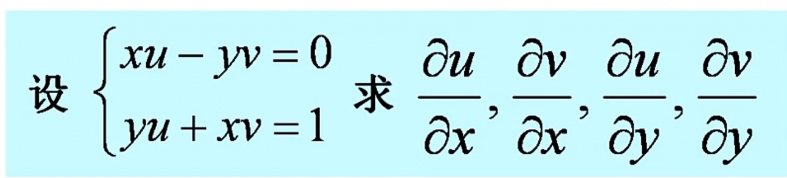 设 { xu − yv = 0
yu + xv = 1 求 ∂u/∂x, ∂v/∂x, ∂u/∂y, ∂v/∂y